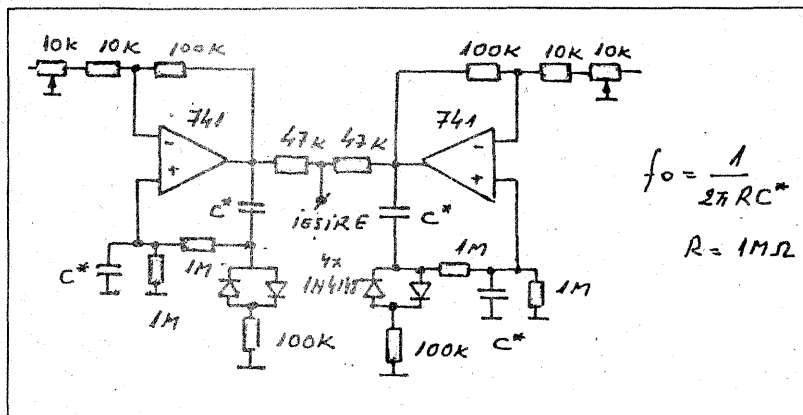 10K 10K 100K
100K 10K 10K
741
741
47K 47K
-
+
-
+
IESIRE
C*
C*
fo = 1 / 2πRC*
R = 1MΩ
1M
4x
1N4148
1M
C*
1M
100K
100K
C*
1M